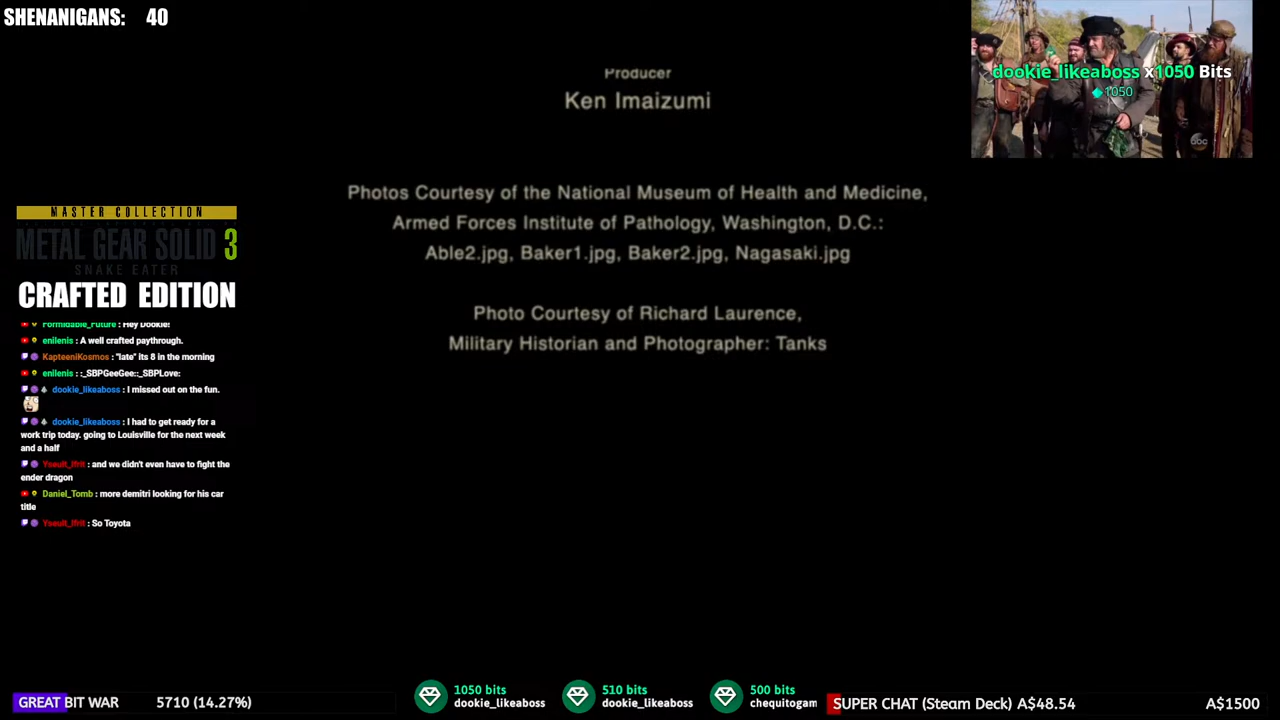 SHENANIGANS: 40
dookie_likeaboss x1050 Bits
1050
abc
Producer
Ken Imaizumi
Photos Courtesy of the National Museum of Health and Medicine,
Armed Forces Institute of Pathology, Washington, D.C.:
Able2.jpg, Baker1.jpg, Baker2.jpg, Nagasaki.jpg
Photo Courtesy of Richard Laurence,
Military Historian and Photographer: Tanks
MASTER COLLECTION
METAL GEAR SOLID 3
SNAKE EATER
CRAFTED EDITION
Formidable_Future : Hey Dookie!
enilenis : A well crafted paythrough.
KapteeniKosmos : "late" its 8 in the morning
enilenis : :_SBPGeeGee::_SBPLove:
dookie_likeaboss : I missed out on the fun.
dookie_likeaboss : I had to get ready for a
work trip today. going to Louisville for the next week
and a half
Yseult_Ifrit : and we didn't even have to fight the
ender dragon
Daniel_Tomb : more demitri looking for his car
title
Yseult_Ifrit : So Toyota
GREAT BIT WAR 5710 (14.27%)
1050 bits
dookie_likeaboss
510 bits
dookie_likeaboss
500 bits
chequitogam
SUPER CHAT (Steam Deck) A$48.54 A$1500